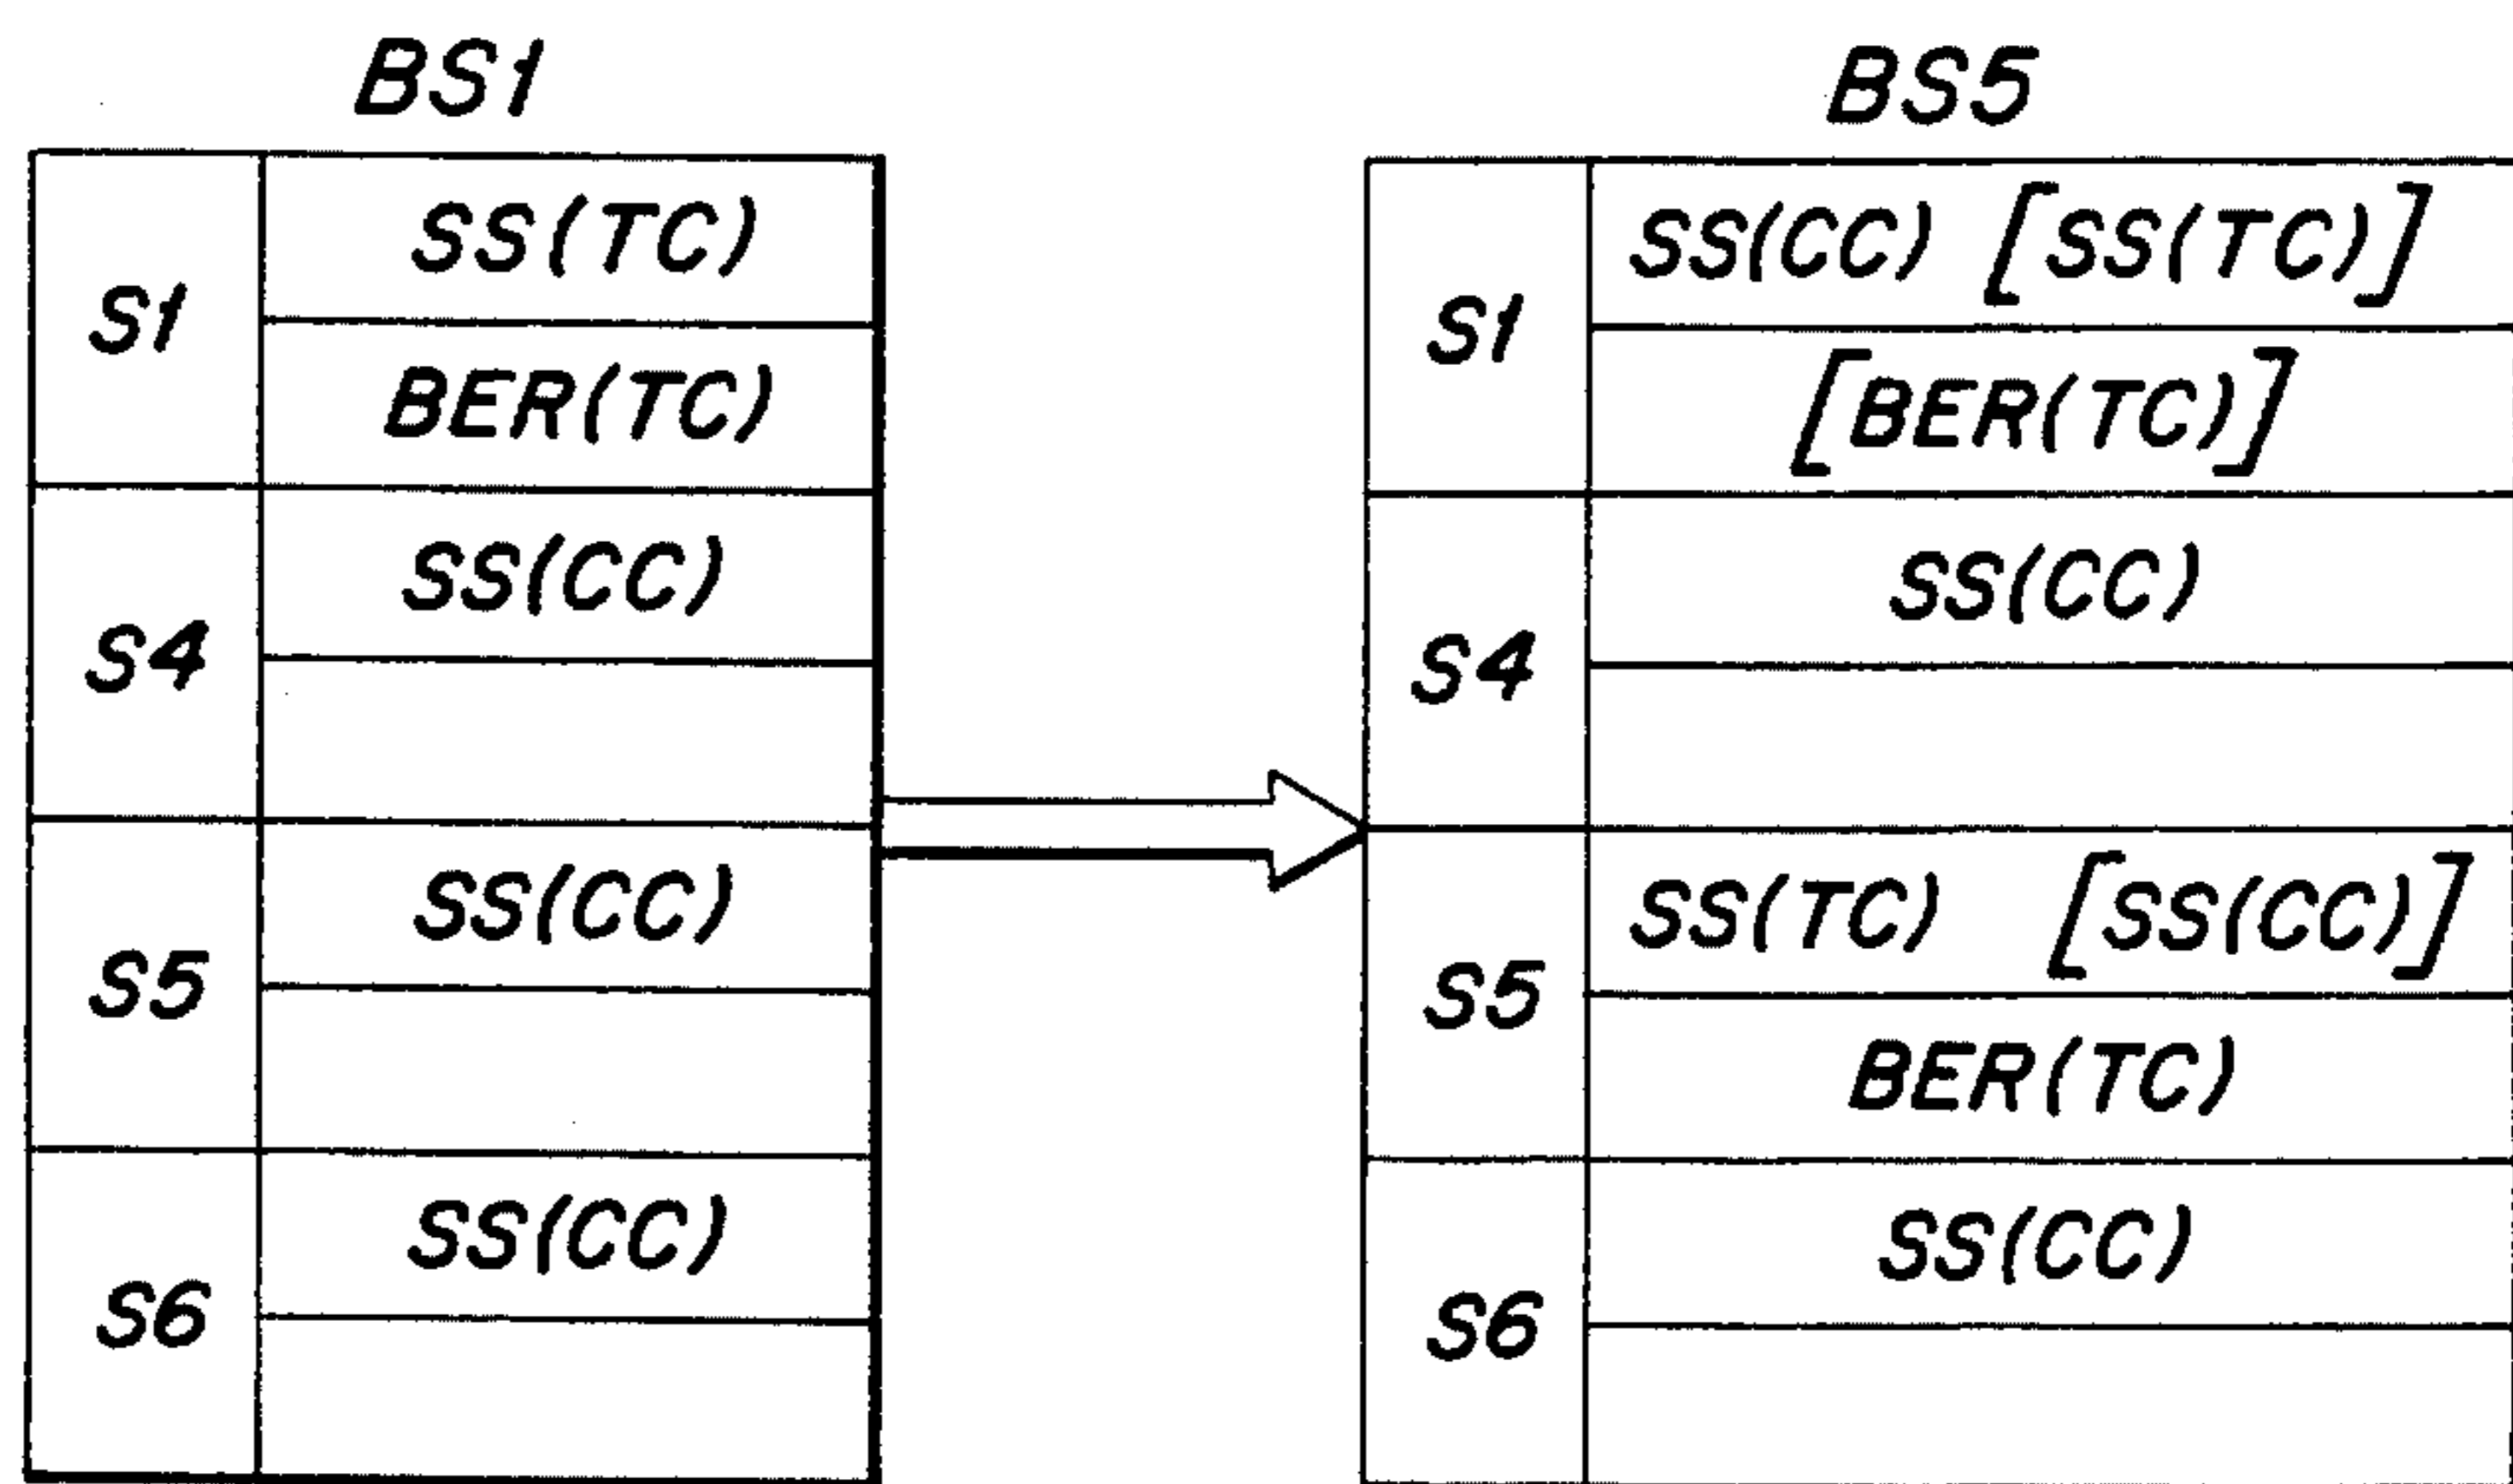 BS1
S1
SS(TC)
BER(TC)
S4
SS(CC)
S5
SS(CC)
S6
SS(CC)
BS5
S1
SS(CC) [SS(TC)]
[BER(TC)]
S4
SS(CC)
S5
SS(TC) [SS(CC)]
BER(TC)
S6
SS(CC)